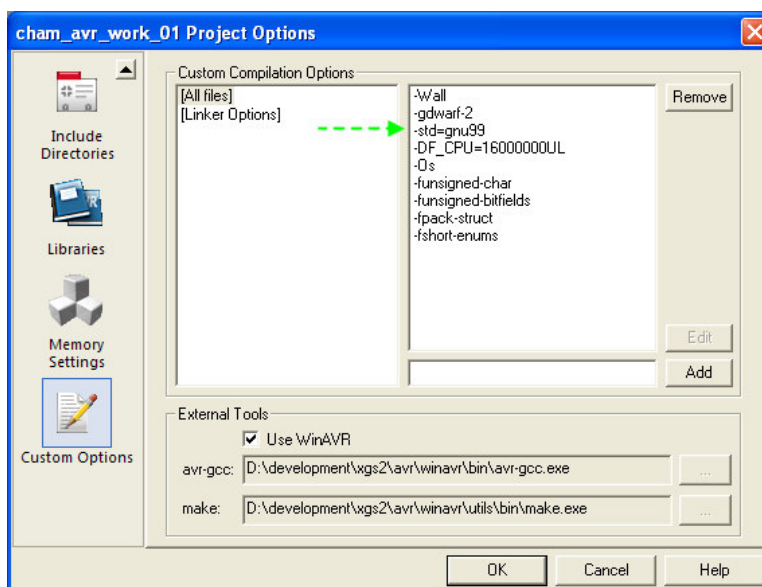 cham_avr_work_01 Project Options
Include
Directories
Libraries
Memory
Settings
Custom Options
Custom Compilation Options
[All files]
[Linker Options]
-Wall
-gdwarf-2
-std=gnu99
-DF_CPU=16000000UL
-Os
-funsigned-char
-funsigned-bitfields
-fpack-struct
-fshort-enums
Remove
Edit
Add
External Tools
Use WinAVR
avr-gcc: D:\development\xgs2\avr\winavr\bin\avr-gcc.exe ...
make: D:\development\xgs2\avr\winavr\utils\bin\make.exe ...
OK Cancel Help